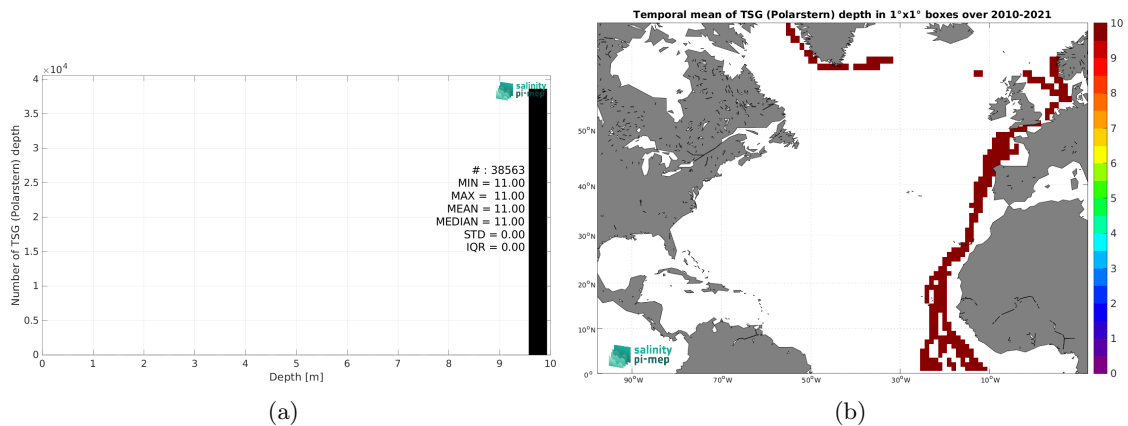 ×10⁴
4
3.5
3
2.5
2
1.5
1
0.5
0
Number of TSG (Polarstern) depth
salinity
pi-mep
# : 38563
MIN = 11.00
MAX = 11.00
MEAN = 11.00
MEDIAN = 11.00
STD = 0.00
IQR = 0.00
0 1 2 3 4 5 6 7 8 9 10
Depth [m]
(a)
Temporal mean of TSG (Polarstern) depth in 1°x1° boxes over 2010-2021
50°N
40°N
30°N
20°N
10°N
0°
90°W 70°W 50°W 30°W 10°W
salinity
pi-mep
10
9
8
7
6
5
4
3
2
1
0
(b)